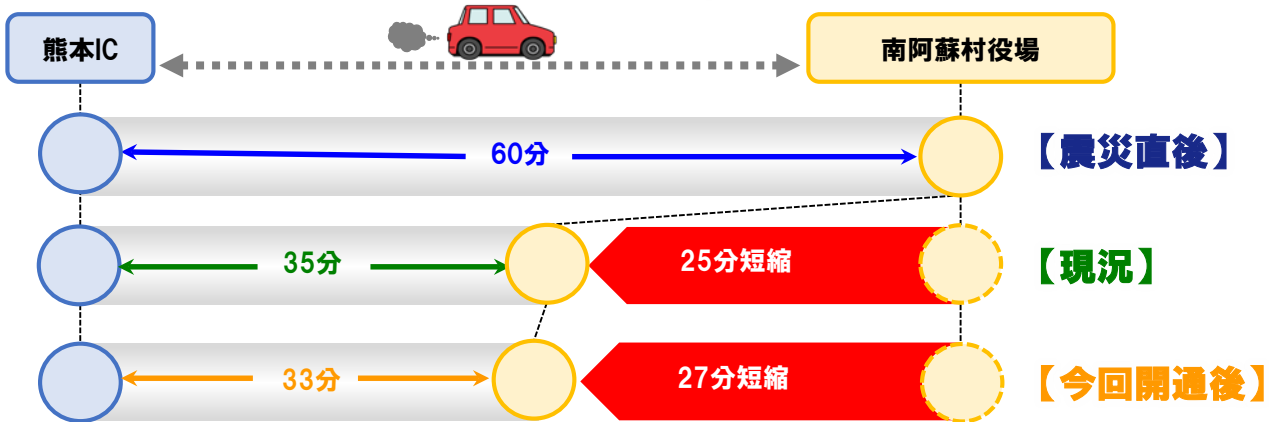 熊本IC
南阿蘇村役場
60分
【震災直後】
35分
25分短縮
【現況】
33分
27分短縮
【今回開通後】